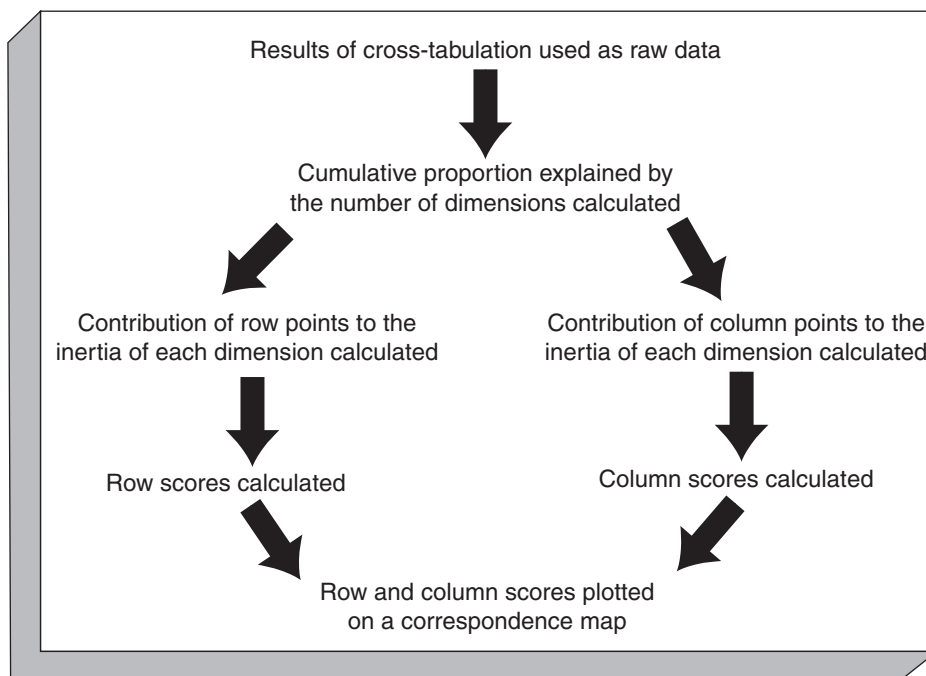 Results of cross-tabulation used as raw data
Cumulative proportion explained by
the number of dimensions calculated
Contribution of row points to the
inertia of each dimension calculated
Contribution of column points to the
inertia of each dimension calculated
Row scores calculated
Column scores calculated
Row and column scores plotted
on a correspondence map